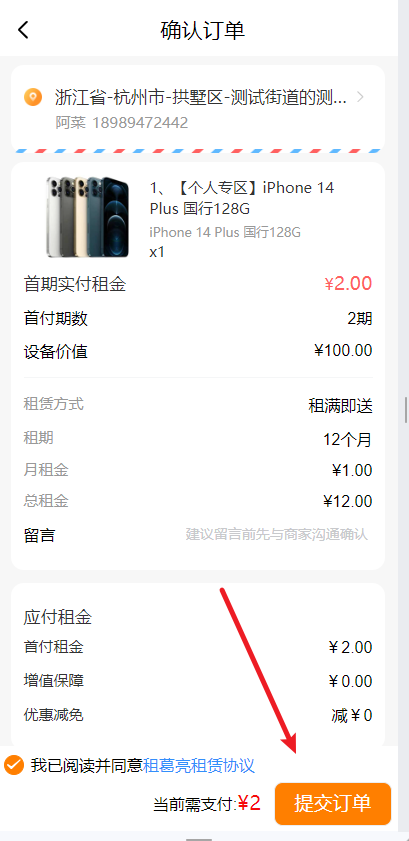 确认订单
浙江省-杭州市-拱墅区-测试街道的测...
阿菜 18989472442
1、【个人专区】iPhone 14
Plus 国行128G
iPhone 14 Plus 国行128G
x1
首期实付租金 ¥2.00
首付期数 2期
设备价值 ¥100.00
租赁方式 租满即送
租期 12个月
月租金 ¥1.00
总租金 ¥12.00
留言 建议留言前先与商家沟通确认
应付租金
首付租金 ¥2.00
增值保障 ¥0.00
优惠减免 减¥0
我已阅读并同意租葛亮租赁协议
当前需支付:¥2 提交订单